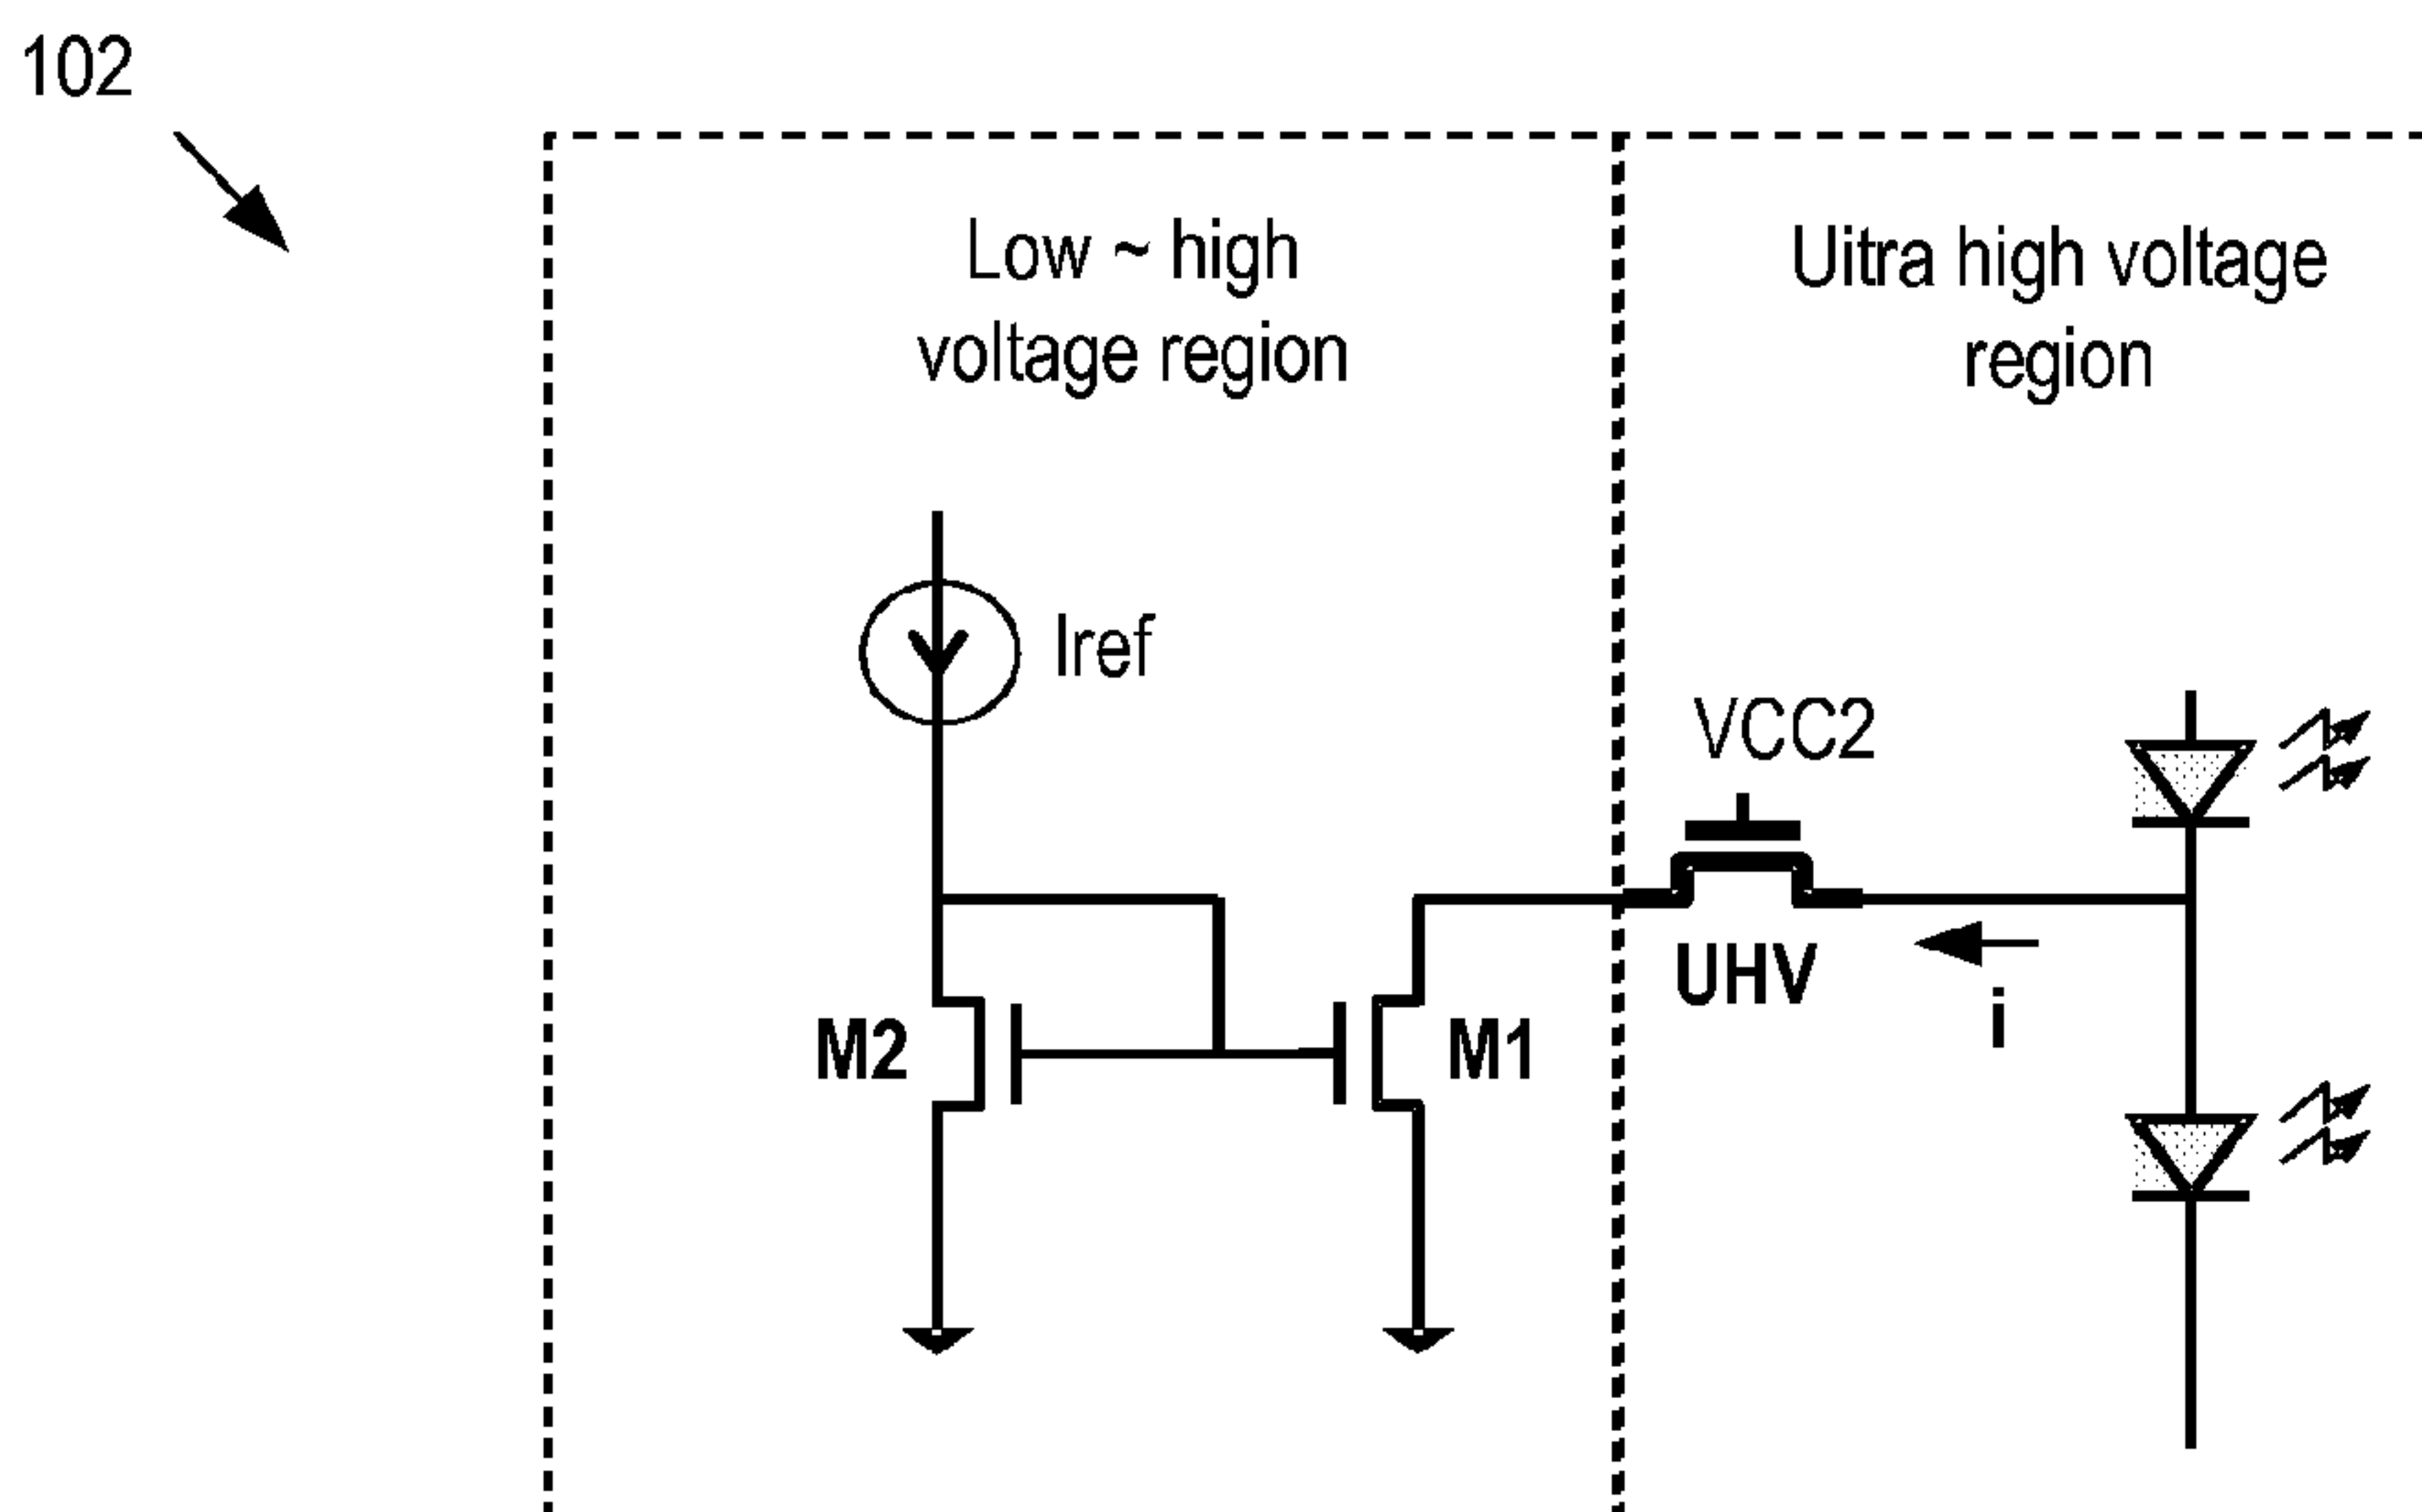 102
Low ~ high
voltage region
Uitra high voltage
region
Iref
VCC2
UHV
i
M2
M1